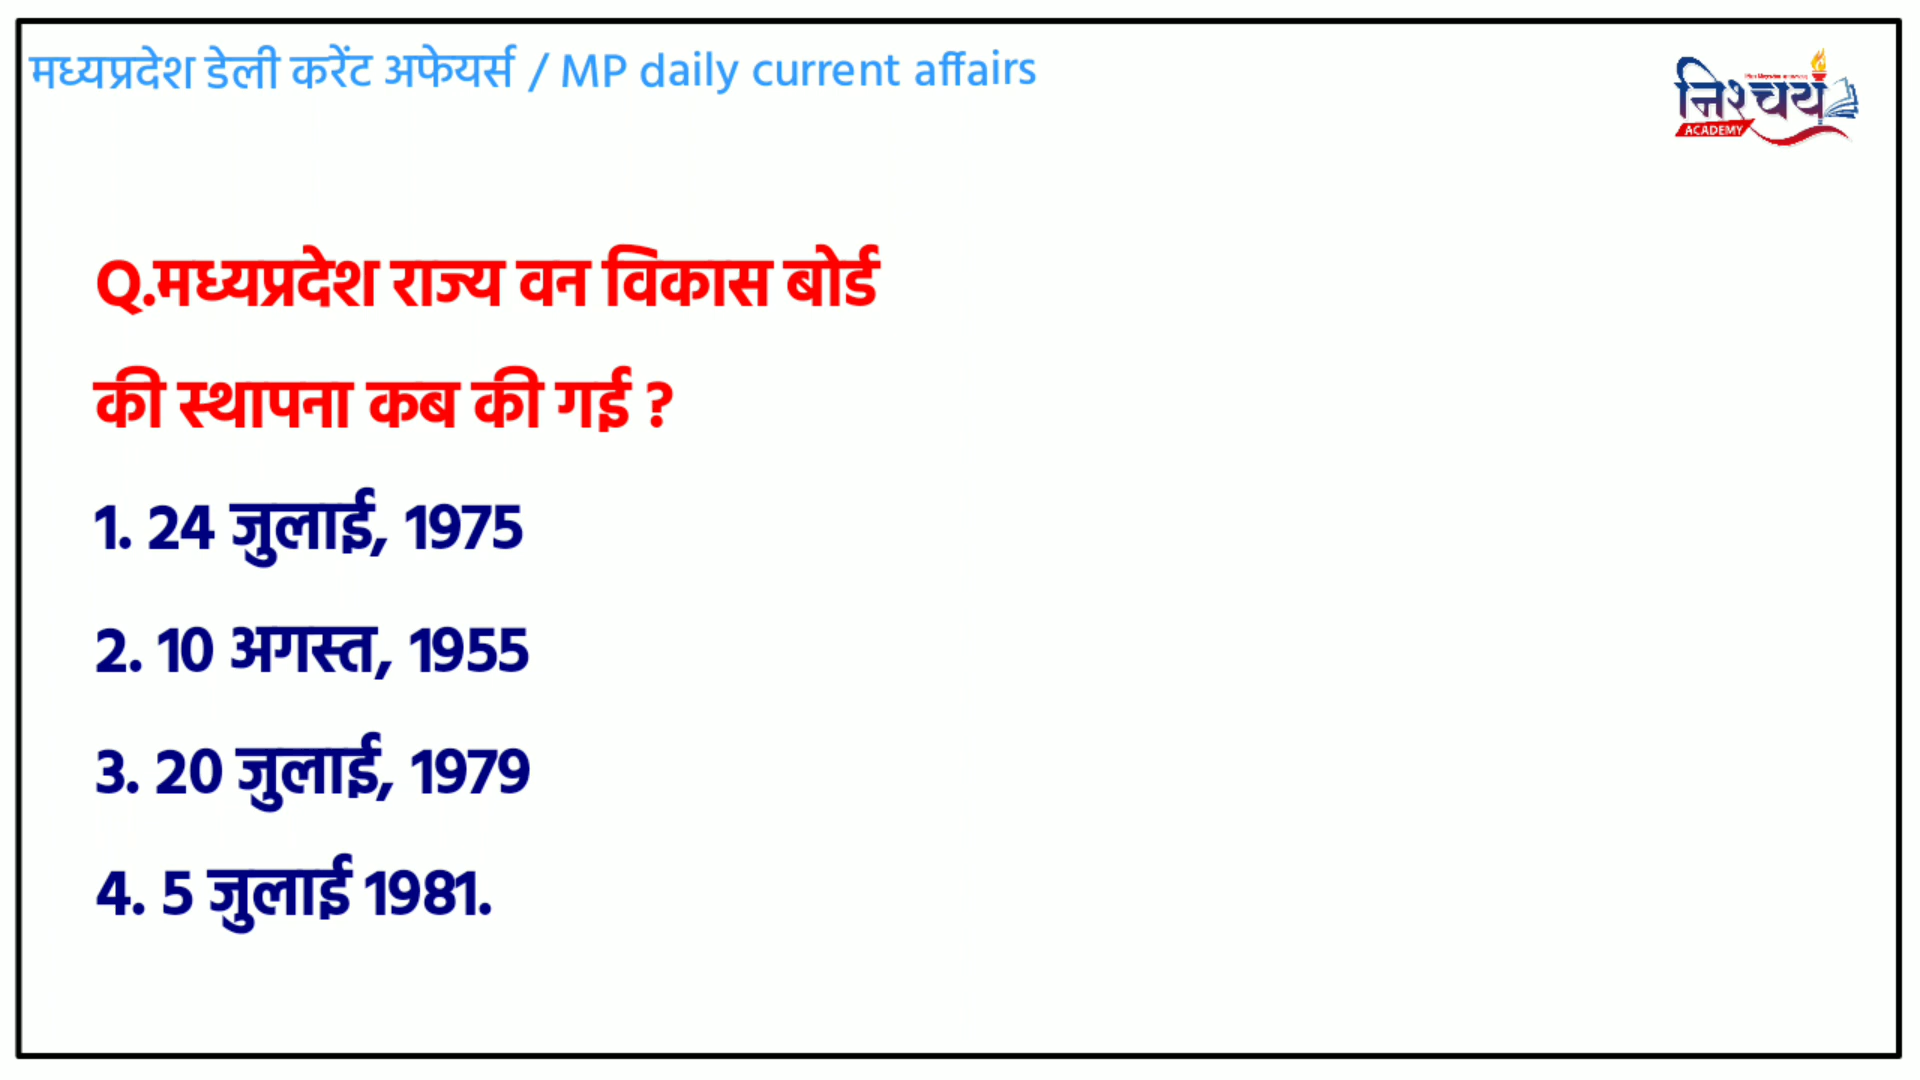 मध्यप्रदेश डेली करेंट अफेयर्स / MP daily current affairs
निश्चय
ACADEMY
Q.मध्यप्रदेश राज्य वन विकास बोर्ड
की स्थापना कब की गई ?
1. 24 जुलाई, 1975
2. 10 अगस्त, 1955
3. 20 जुलाई, 1979
4. 5 जुलाई 1981.